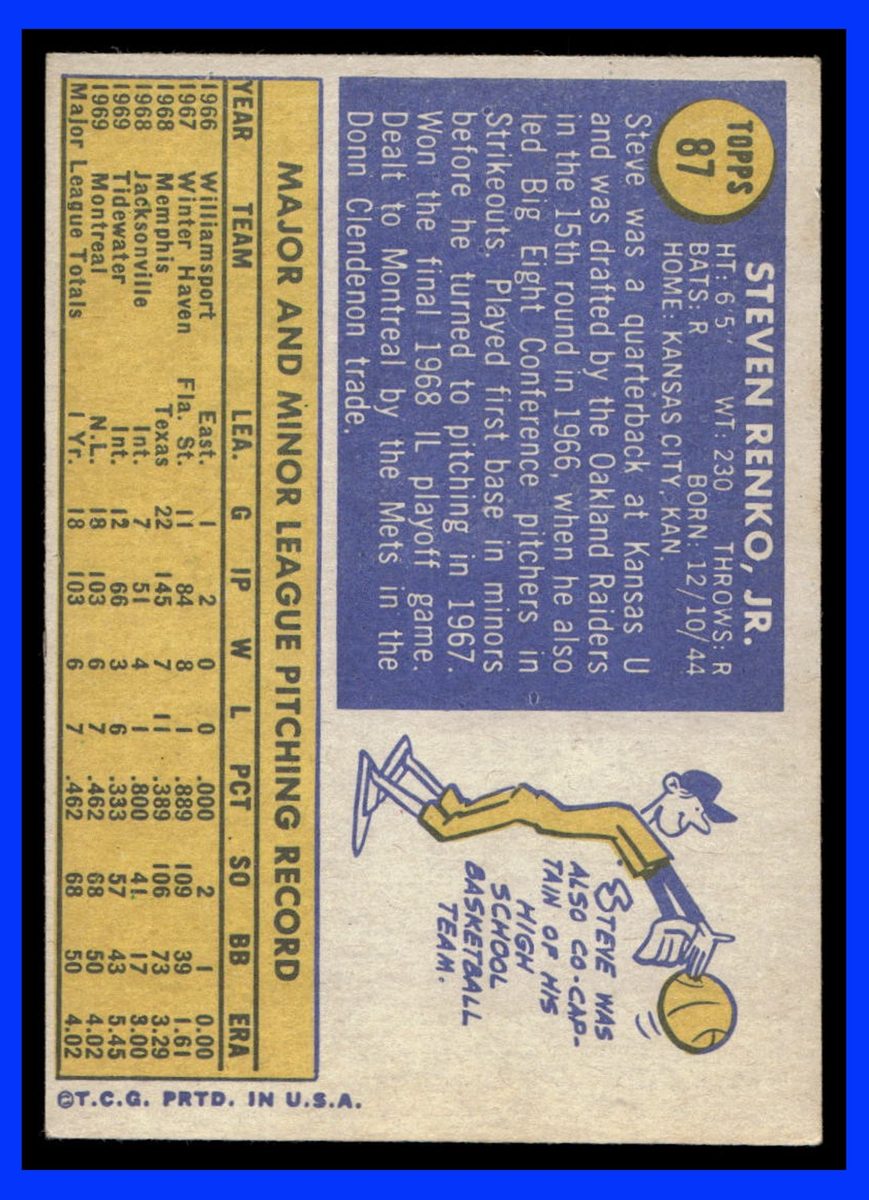 TOPPS
87
STEVEN RENKO, JR.
HT: 6'5" WT: 230 THROWS: R
BATS: R BORN: 12/10/44
HOME: KANSAS CITY, KAN.
Steve was a quarterback at Kansas U
and was drafted by the Oakland Raiders
in the 15th round in 1966, when he also
led Big Eight Conference pitchers in
Strikeouts. Played first base in minors
before he turned to pitching in 1967.
Won the final 1968 IL playoff game.
Dealt to Montreal by the Mets in the
Donn Clendenon trade.
STEVE WAS
ALSO CO-CAP-
TAIN OF HIS
HIGH
SCHOOL
BASKETBALL
TEAM.
MAJOR AND MINOR LEAGUE PITCHING RECORD
YEAR TEAM LEA. G IP W L PCT SO BB ERA
1966 Williamsport East. 1 2 0 0 .000 2 1 0.00
1967 Winter Haven Fla. St. 11 84 8 1 .889 109 39 1.61
1968 Memphis Texas 22 145 7 11 .389 106 73 3.29
1968 Jacksonville Int. 7 51 4 1 .800 41 17 3.00
1969 Tidewater Int. 12 66 3 6 .333 57 43 5.45
1969 Montreal N.L. 18 103 6 7 .462 68 50 4.02
Major League Totals 1 Yr. 18 103 6 7 .462 68 50 4.02
©T.C.G. PRTD. IN U.S.A.